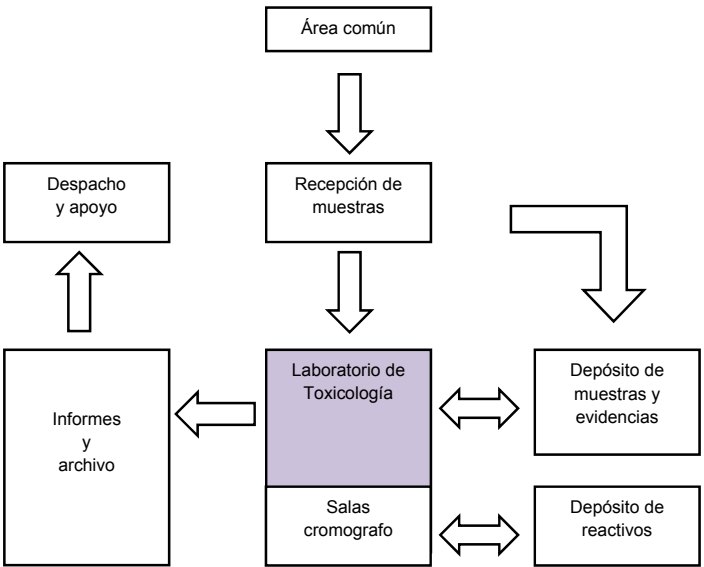 Área común
Despacho
y apoyo
Recepción de
muestras
Laboratorio de
Toxicología
Depósito de
muestras y
evidencias
Informes
y
archivo
Salas
cromografo
Depósito de
reactivos